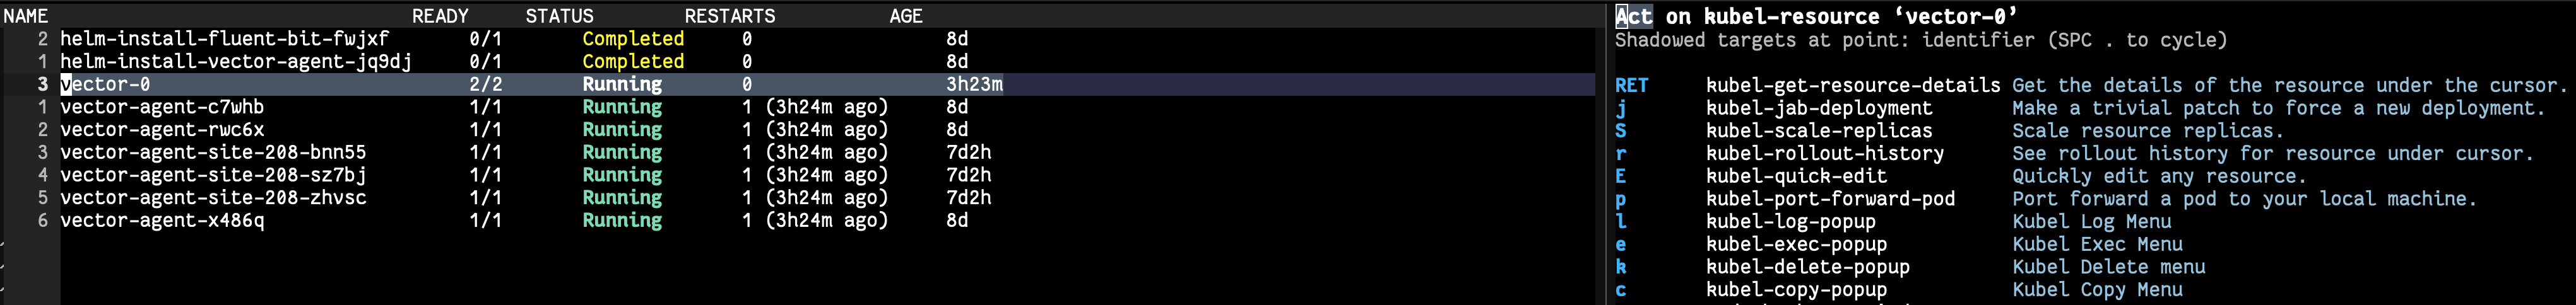 NAME READY STATUS RESTARTS AGE
2 helm-install-fluent-bit-fwjxf 0/1 Completed 0 8d
1 helm-install-vector-agent-jq9dj 0/1 Completed 0 8d
3 vector-0 2/2 Running 0 3h23m
1 vector-agent-c7whb 1/1 Running 1 (3h24m ago) 8d
2 vector-agent-rwc6x 1/1 Running 1 (3h24m ago) 8d
3 vector-agent-site-208-bnn55 1/1 Running 1 (3h24m ago) 7d2h
4 vector-agent-site-208-sz7bj 1/1 Running 1 (3h24m ago) 7d2h
5 vector-agent-site-208-zhvsc 1/1 Running 1 (3h24m ago) 7d2h
6 vector-agent-x486q 1/1 Running 1 (3h24m ago) 8d
Act on kubel-resource ‘vector-0’
Shadowed targets at point: identifier (SPC . to cycle)
RET kubel-get-resource-details Get the details of the resource under the cursor.
j kubel-jab-deployment Make a trivial patch to force a new deployment.
S kubel-scale-replicas Scale resource replicas.
r kubel-rollout-history See rollout history for resource under cursor.
E kubel-quick-edit Quickly edit any resource.
p kubel-port-forward-pod Port forward a pod to your local machine.
l kubel-log-popup Kubel Log Menu
e kubel-exec-popup Kubel Exec Menu
k kubel-delete-popup Kubel Delete menu
c kubel-copy-popup Kubel Copy Menu